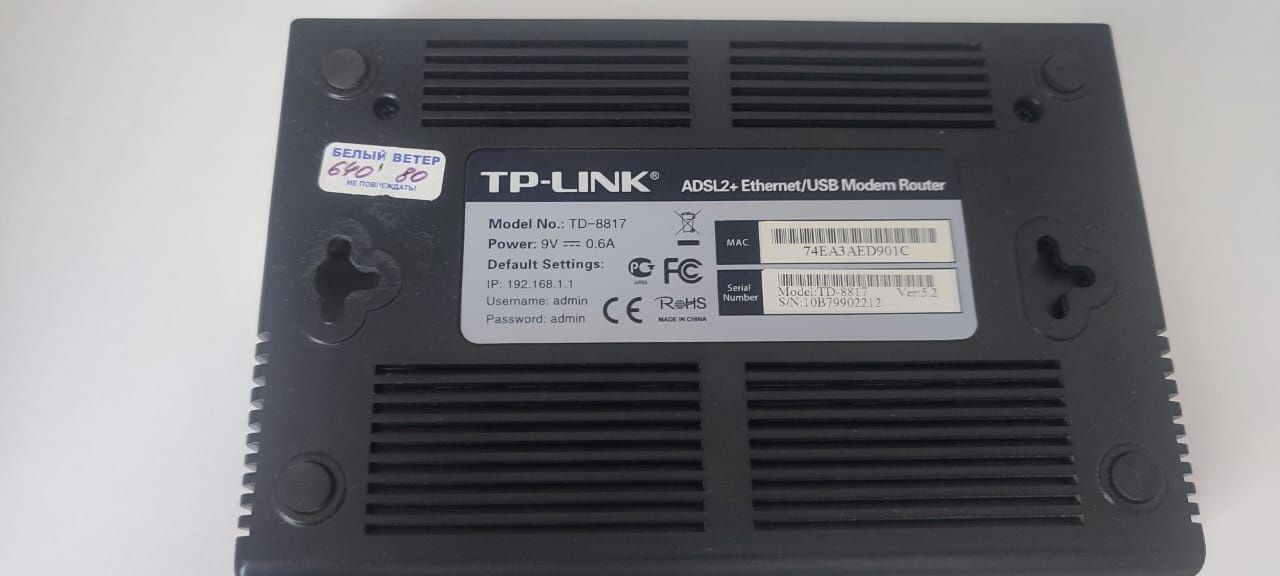 БЕЛЫЙ ВЕТЕР
640 80
НЕ ПОВРЕЖДАТЬ!
TP-LINK® ADSL2+ Ethernet/USB Modem Router
Model No.: TD-8817
Power: 9V ⎓ 0.6A
Default Settings:
IP: 192.168.1.1
Username: admin
Password: admin
PG
FC
CE
RoHS
MADE IN CHINA
MAC
74EA3AED901C
Serial Number
Model:TD-8817 Ver:5.2
S/N:10B79902212